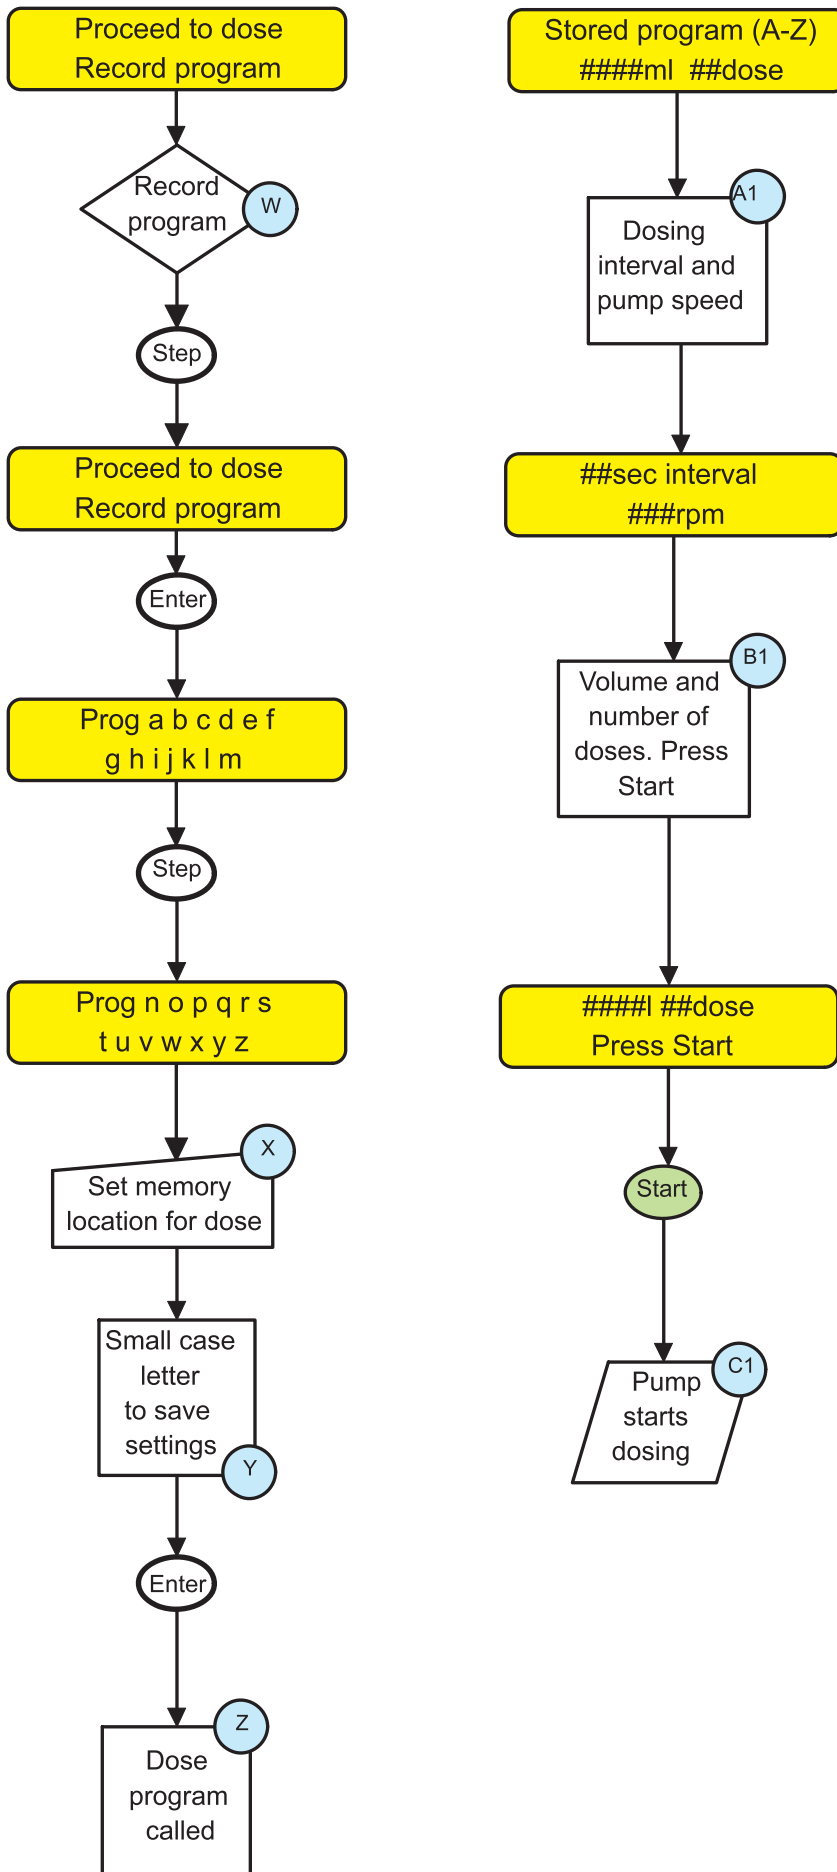 Proceed to dose
Record program
Record
program
W
Step
Proceed to dose
Record program
Enter
Prog a b c d e f
g h i j k l m
Step
Prog n o p q r s
t u v w x y z
X
Set memory
location for dose
Small case
letter
to save
settings
Y
Enter
Z
Dose
program
called
Stored program (A-Z)
####ml ##dose
A1
Dosing
interval and
pump speed
##sec interval
###rpm
B1
Volume and
number of
doses. Press
Start
####l ##dose
Press Start
Start
C1
Pump
starts
dosing